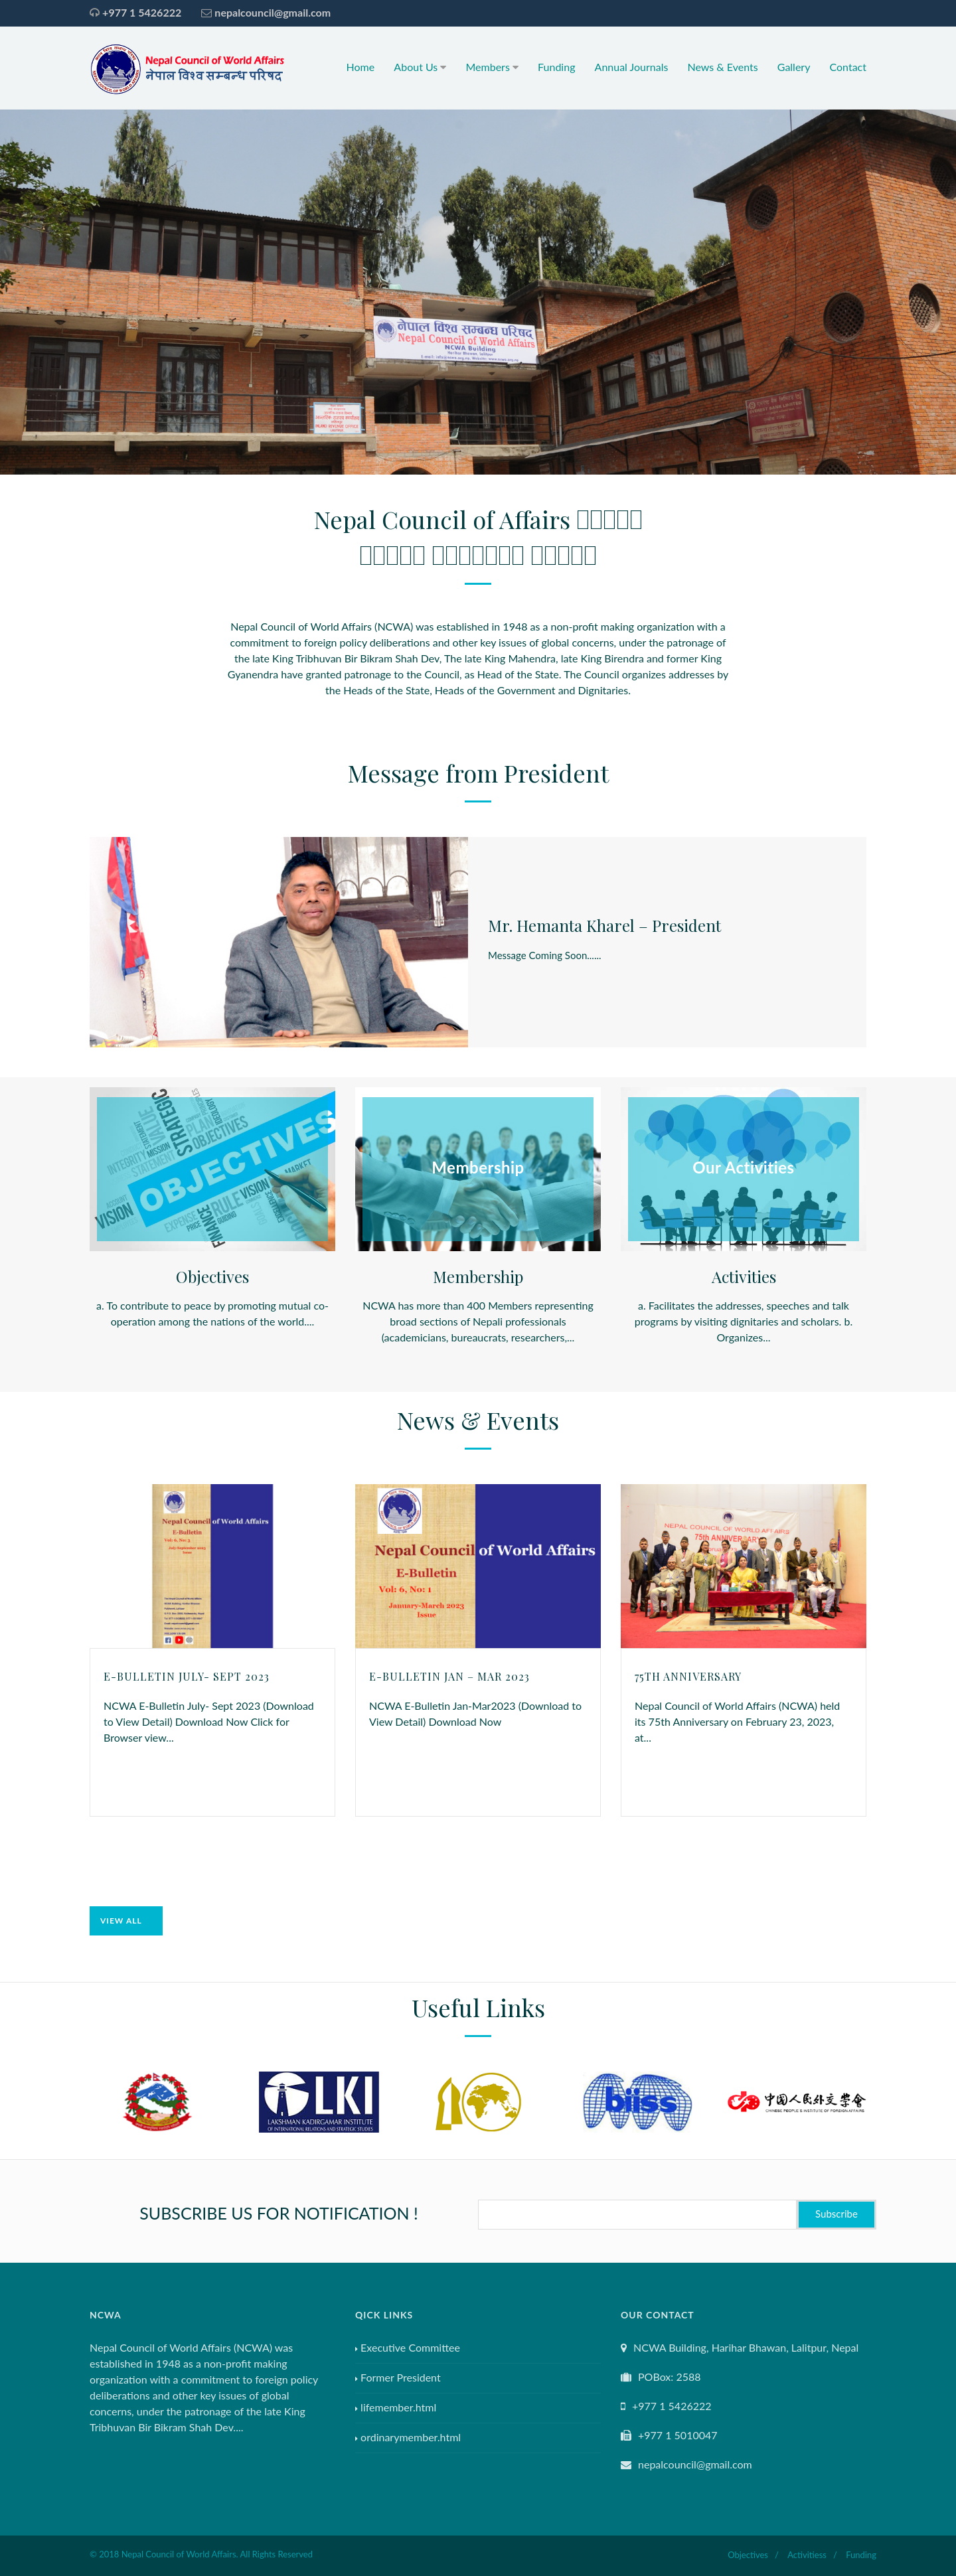 +977 1 5426222 nepalcouncil@gmail.com
Nepal Council of World Affairs
नेपाल विश्व सम्बन्ध परिषद
Home About Us Members Funding Annual Journals News & Events Gallery Contact
नेपाल विश्व सम्बन्ध परिषद्
Nepal Council of World Affairs
NCWA Building
Nepal Council of Affairs
Nepal Council of World Affairs (NCWA) was established in 1948 as a non-profit making organization with a
commitment to foreign policy deliberations and other key issues of global concerns, under the patronage of
the late King Tribhuvan Bir Bikram Shah Dev, The late King Mahendra, late King Birendra and former King
Gyanendra have granted patronage to the Council, as Head of the State. The Council organizes addresses by
the Heads of the State, Heads of the Government and Dignitaries.
Message from President
Mr. Hemanta Kharel – President
Message Coming Soon......
OBJECTIVES
STRATEGIC
OBJECTIVES
INTEGRITY
MISSION
STATEMENT
VALUE
PLAN
VISION
EXPENSE
FINANCE
RULE
VISION
MARKET
Membership
Our Activities
Objectives
a. To contribute to peace by promoting mutual co-
operation among the nations of the world....
Membership
NCWA has more than 400 Members representing
broad sections of Nepali professionals
(academicians, bureaucrats, researchers,...
Activities
a. Facilitates the addresses, speeches and talk
programs by visiting dignitaries and scholars. b.
Organizes...
News & Events
Nepal Council of World Affairs
E-Bulletin
Nepal Council of World Affairs
E-Bulletin
Vol: 6, No: 1
January-March 2023
Issue
NEPAL COUNCIL OF WORLD AFFAIRS
75th ANNIVERSARY
E-BULLETIN JULY- SEPT 2023
NCWA E-Bulletin July- Sept 2023 (Download
to View Detail) Download Now Click for
Browser view...
E-BULLETIN JAN – MAR 2023
NCWA E-Bulletin Jan-Mar2023 (Download to
View Detail) Download Now
75TH ANNIVERSARY
Nepal Council of World Affairs (NCWA) held
its 75th Anniversary on February 23, 2023,
at...
VIEW ALL
Useful Links
LKI
LAKSHMAN KADIRGAMAR INSTITUTE
OF INTERNATIONAL RELATIONS AND STRATEGIC STUDIES
biiss
中国人民外交学会
CHINESE PEOPLE'S INSTITUTE OF FOREIGN AFFAIRS
SUBSCRIBE US FOR NOTIFICATION !
Subscribe
NCWA
Nepal Council of World Affairs (NCWA) was
established in 1948 as a non-profit making
organization with a commitment to foreign policy
deliberations and other key issues of global
concerns, under the patronage of the late King
Tribhuvan Bir Bikram Shah Dev....
QICK LINKS
Executive Committee
Former President
lifemember.html
ordinarymember.html
OUR CONTACT
NCWA Building, Harihar Bhawan, Lalitpur, Nepal
POBox: 2588
+977 1 5426222
+977 1 5010047
nepalcouncil@gmail.com
© 2018 Nepal Council of World Affairs. All Rights Reserved
Objectives / Activitiess / Funding